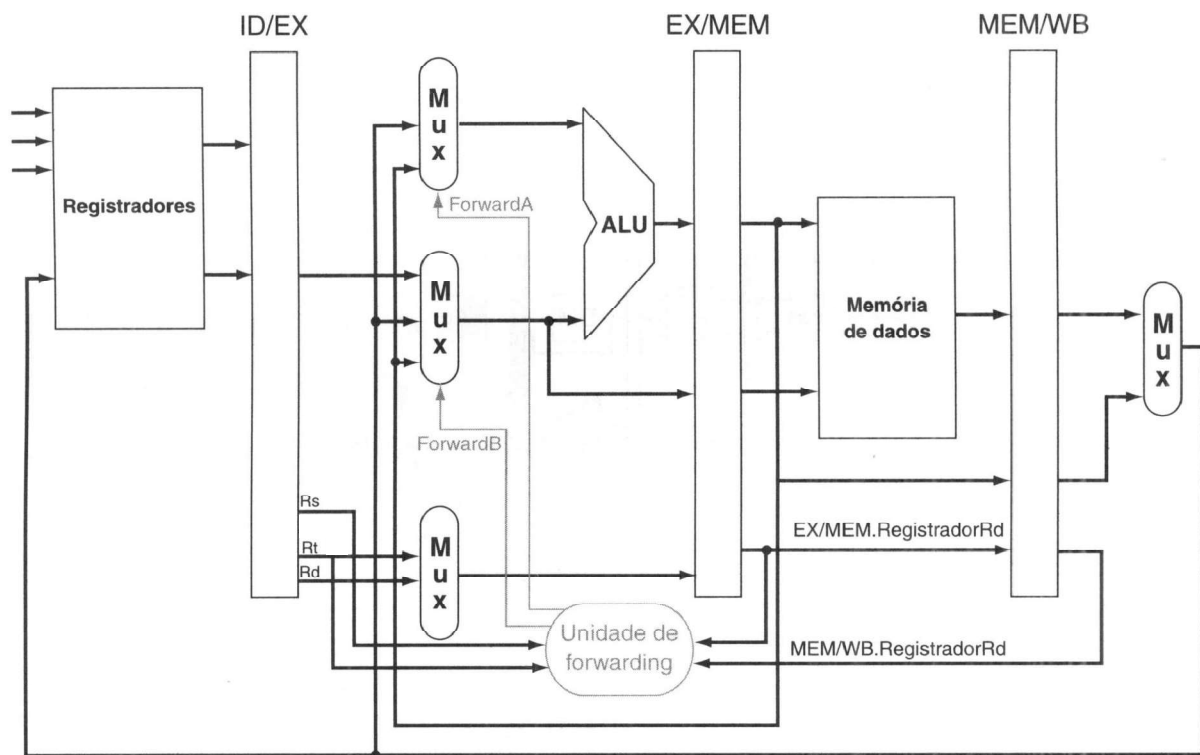 ID/EX
EX/MEM
MEM/WB
Registradores
M
u
x
ForwardA
M
u
x
ForwardB
ALU
Memória
de dados
M
u
x
Rs
Rt
Rd
M
u
x
EX/MEM.RegistradorRd
Unidade de
forwarding
MEM/WB.RegistradorRd